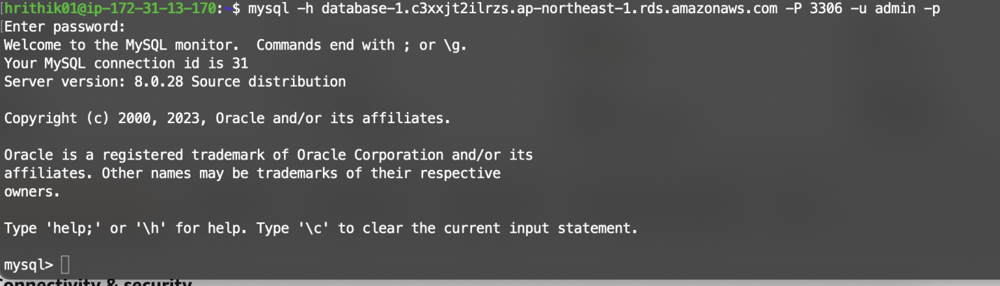 [hrithik01@ip-172-31-13-170:~$ mysql -h database-1.c3xxjt2ilrzs.ap-northeast-1.rds.amazonaws.com -P 3306 -u admin -p
[Enter password:
Welcome to the MySQL monitor.  Commands end with ; or \g.
Your MySQL connection id is 31
Server version: 8.0.28 Source distribution
Copyright (c) 2000, 2023, Oracle and/or its affiliates.
Oracle is a registered trademark of Oracle Corporation and/or its
affiliates. Other names may be trademarks of their respective
owners.
Type 'help;' or '\h' for help. Type '\c' to clear the current input statement.
mysql>
Connectivity & security